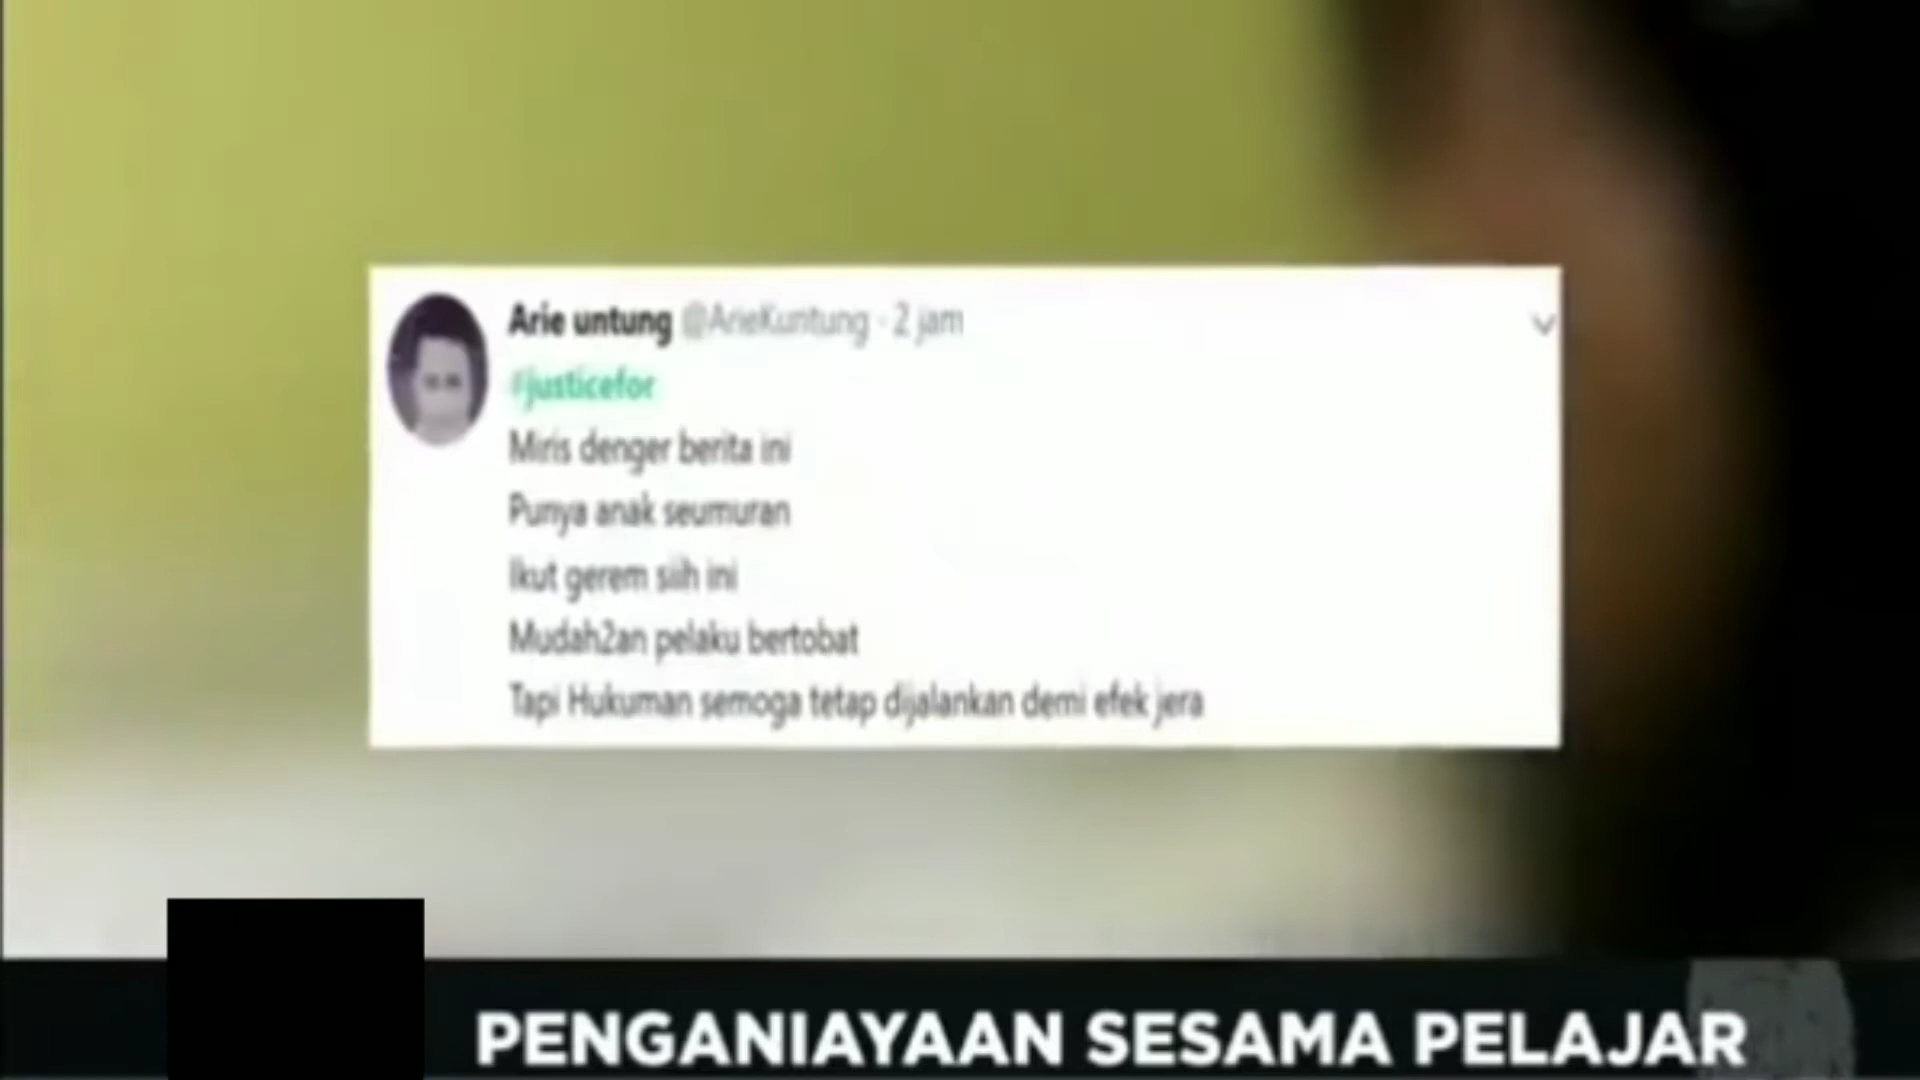 Arie untung @ArieKuntung · 2 jam
#justicefor
Miris denger berita ini
Punya anak seumuran
Ikut gerem siih ini
Mudah2an pelaku bertobat
Tapi Hukuman semoga tetap dijalankan demi efek jera
PENGANIAYAAN SESAMA PELAJAR